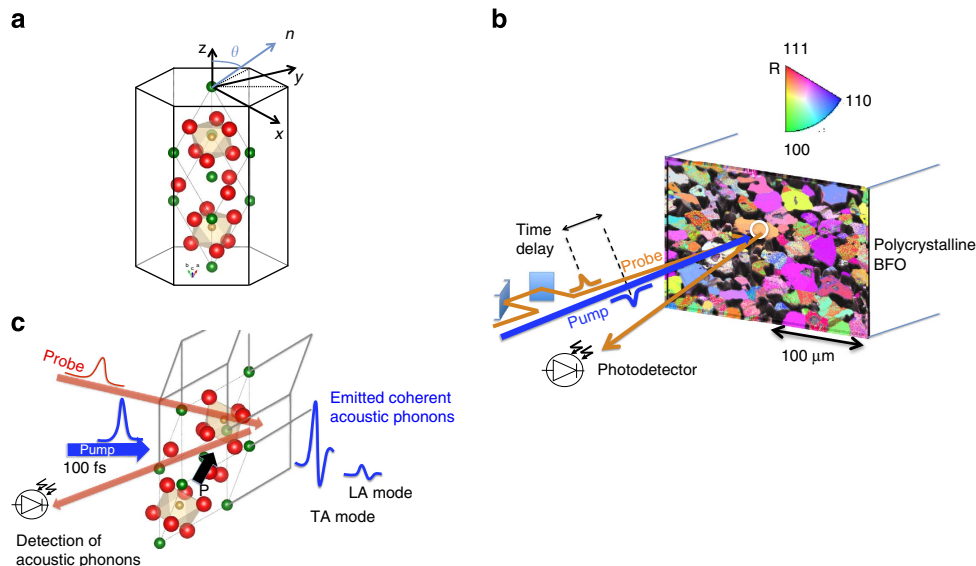 a
z
n
θ
y
x
b
c
a
b
111
R
110
100
Time
delay
Probe
Pump
Polycrystalline
BFO
Photodetector
100 μm
c
Probe
Pump
100 fs
P
Emitted coherent
acoustic phonons
LA mode
TA mode
Detection of
acoustic phonons